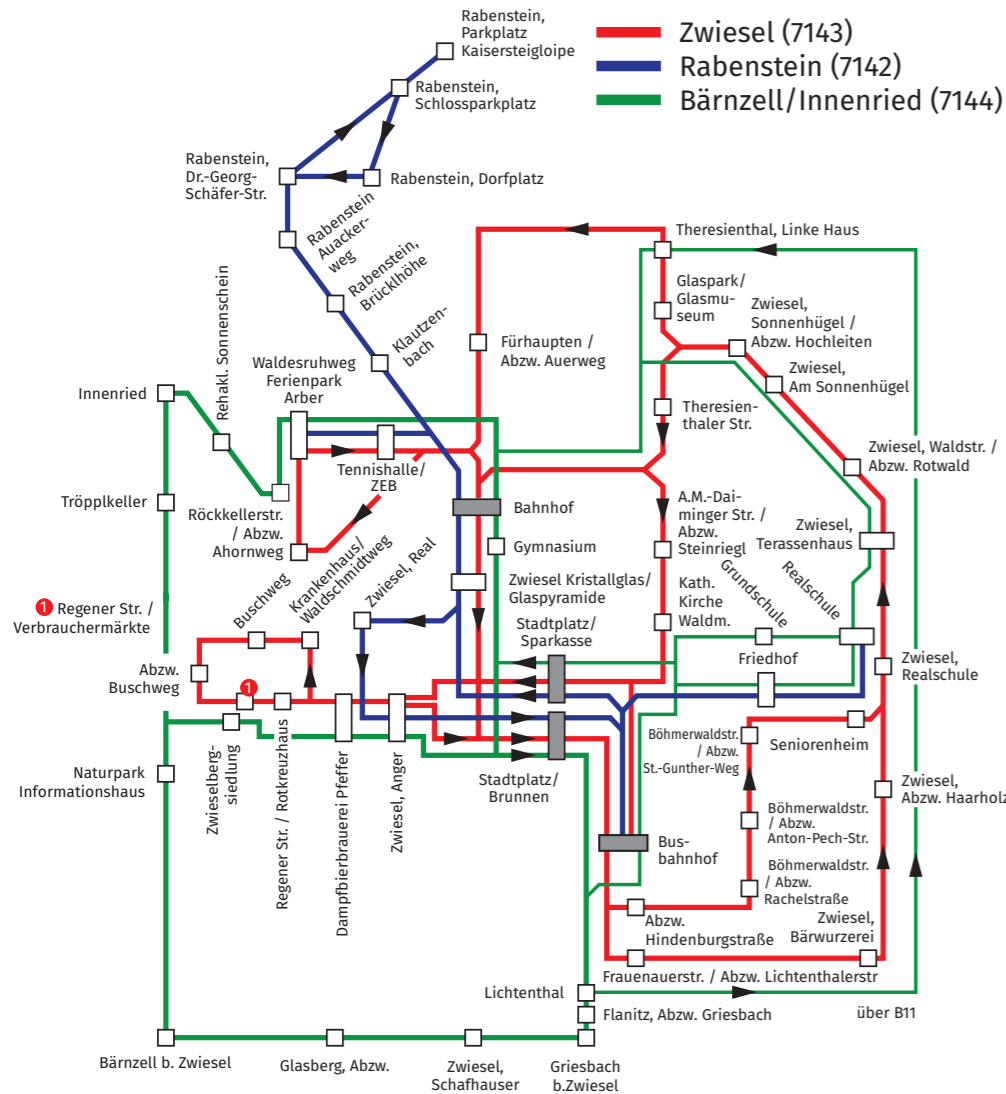 Zwiesel (7143)
Rabenstein (7142)
Bärnzell/Innenried (7144)
Rabenstein,
Parkplatz
Kaisersteigloipe
Rabenstein,
Schlossparkplatz
Rabenstein,
Dr.-Georg-
Schäfer-Str.
Rabenstein, Dorfplatz
Rabenstein
Auacker-
weg
Rabenstein,
Brücklhöhe
Klautzen-
bach
Theresienthal, Linke Haus
Glaspark/
Glasmu-
seum
Zwiesel,
Sonnenhügel /
Abzw. Hochleiten
Zwiesel,
Am Sonnenhügel
Fürhaupten /
Abzw. Auerweg
Theresien-
thaler Str.
Zwiesel, Waldstr. /
Abzw. Rotwald
Innenried
Rehakl. Sonnenschein
Waldesruhweg
Ferienpark
Arber
Tennishalle/
ZEB
Tröpplkeller
Röckkellerstr.
/ Abzw.
Ahornweg
Bahnhof
Gymnasium
A.M.-Dai-
minger Str. /
Abzw.
Steinriegl
Zwiesel,
Terassenhaus
Zwiesel Kristallglas/
Glaspyramide
Kath.
Kirche
Waldm.
Grundschule
Realschule
1 Regener Str. /
Verbrauchermärkte
Buschweg
Krankenhaus/
Waldschmidtweg
Zwiesel, Real
Stadtplatz/
Sparkasse
Friedhof
Zwiesel,
Realschule
Abzw.
Buschweg
1
Zwieselberg-
siedlung
Regener Str. / Rotkreuzhaus
Dampfbierbrauerei Pfeffer
Zwiesel, Anger
Stadtplatz/
Brunnen
Böhmerwaldstr.
/ Abzw.
St.-Gunther-Weg
Seniorenheim
Naturpark
Informationshaus
Zwiesel,
Abzw. Haarholz
Böhmerwaldstr.
/ Abzw.
Anton-Pech-Str.
Bus-
bahnhof
Böhmerwaldstr.
/ Abzw.
Rachelstraße
Abzw.
Hindenburgstraße
Zwiesel,
Bärwurzerei
Frauenauerstr. / Abzw. Lichtenthalerstr
Lichtenthal
Flanitz, Abzw. Griesbach
über B11
Bärnzell b. Zwiesel
Glasberg, Abzw.
Zwiesel,
Schafhauser
Griesbach
b.Zwiesel